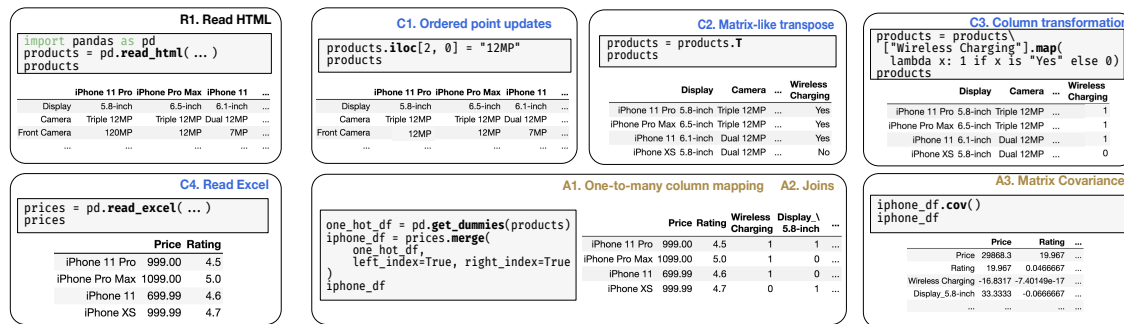 R1. Read HTML
import pandas as pd
products = pd.read_html( … )
products
iPhone 11 Pro iPhone Pro Max iPhone 11 ...
Display 5.8-inch 6.5-inch 6.1-inch ...
Camera Triple 12MP Triple 12MP Dual 12MP ...
Front Camera 120MP 12MP 7MP ...
... ... ... ...
C1. Ordered point updates
products.iloc[2, 0] = "12MP"
products
iPhone 11 Pro iPhone Pro Max iPhone 11 ...
Display 5.8-inch 6.5-inch 6.1-inch ...
Camera Triple 12MP Triple 12MP Dual 12MP ...
Front Camera 12MP 12MP 7MP ...
... ... ... ...
C2. Matrix-like transpose
products = products.T
products
Display Camera ... Wireless Charging
iPhone 11 Pro 5.8-inch Triple 12MP ... Yes
iPhone Pro Max 6.5-inch Triple 12MP ... Yes
iPhone 11 6.1-inch Dual 12MP ... Yes
iPhone XS 5.8-inch Dual 12MP ... No
C3. Column transformation
products = products\
["Wireless Charging"].map(
lambda x: 1 if x is "Yes" else 0)
products
Display Camera ... Wireless Charging
iPhone 11 Pro 5.8-inch Triple 12MP ... 1
iPhone Pro Max 6.5-inch Triple 12MP ... 1
iPhone 11 6.1-inch Dual 12MP ... 1
iPhone XS 5.8-inch Dual 12MP ... 0
C4. Read Excel
prices = pd.read_excel( … )
prices
Price Rating
iPhone 11 Pro 999.00 4.5
iPhone Pro Max 1099.00 5.0
iPhone 11 699.99 4.6
iPhone XS 999.99 4.7
A1. One-to-many column mapping A2. Joins
one_hot_df = pd.get_dummies(products)
iphone_df = prices.merge(
one_hot_df,
left_index=True, right_index=True
)
iphone_df
Price Rating Wireless Charging Display_\ 5.8-inch ...
iPhone 11 Pro 999.00 4.5 1 1 ...
iPhone Pro Max 1099.00 5.0 1 0 ...
iPhone 11 699.99 4.6 1 0 ...
iPhone XS 999.99 4.7 0 1 ...
A3. Matrix Covariance
iphone_df.cov()
iphone_df
Price Rating ...
Price 29868.3 19.967 ...
Rating 19.967 0.0466667 ...
Wireless Charging -16.8317 -7.40149e-17 ...
Display_5.8-inch 33.3333 -0.0666667 ...
... ... ...